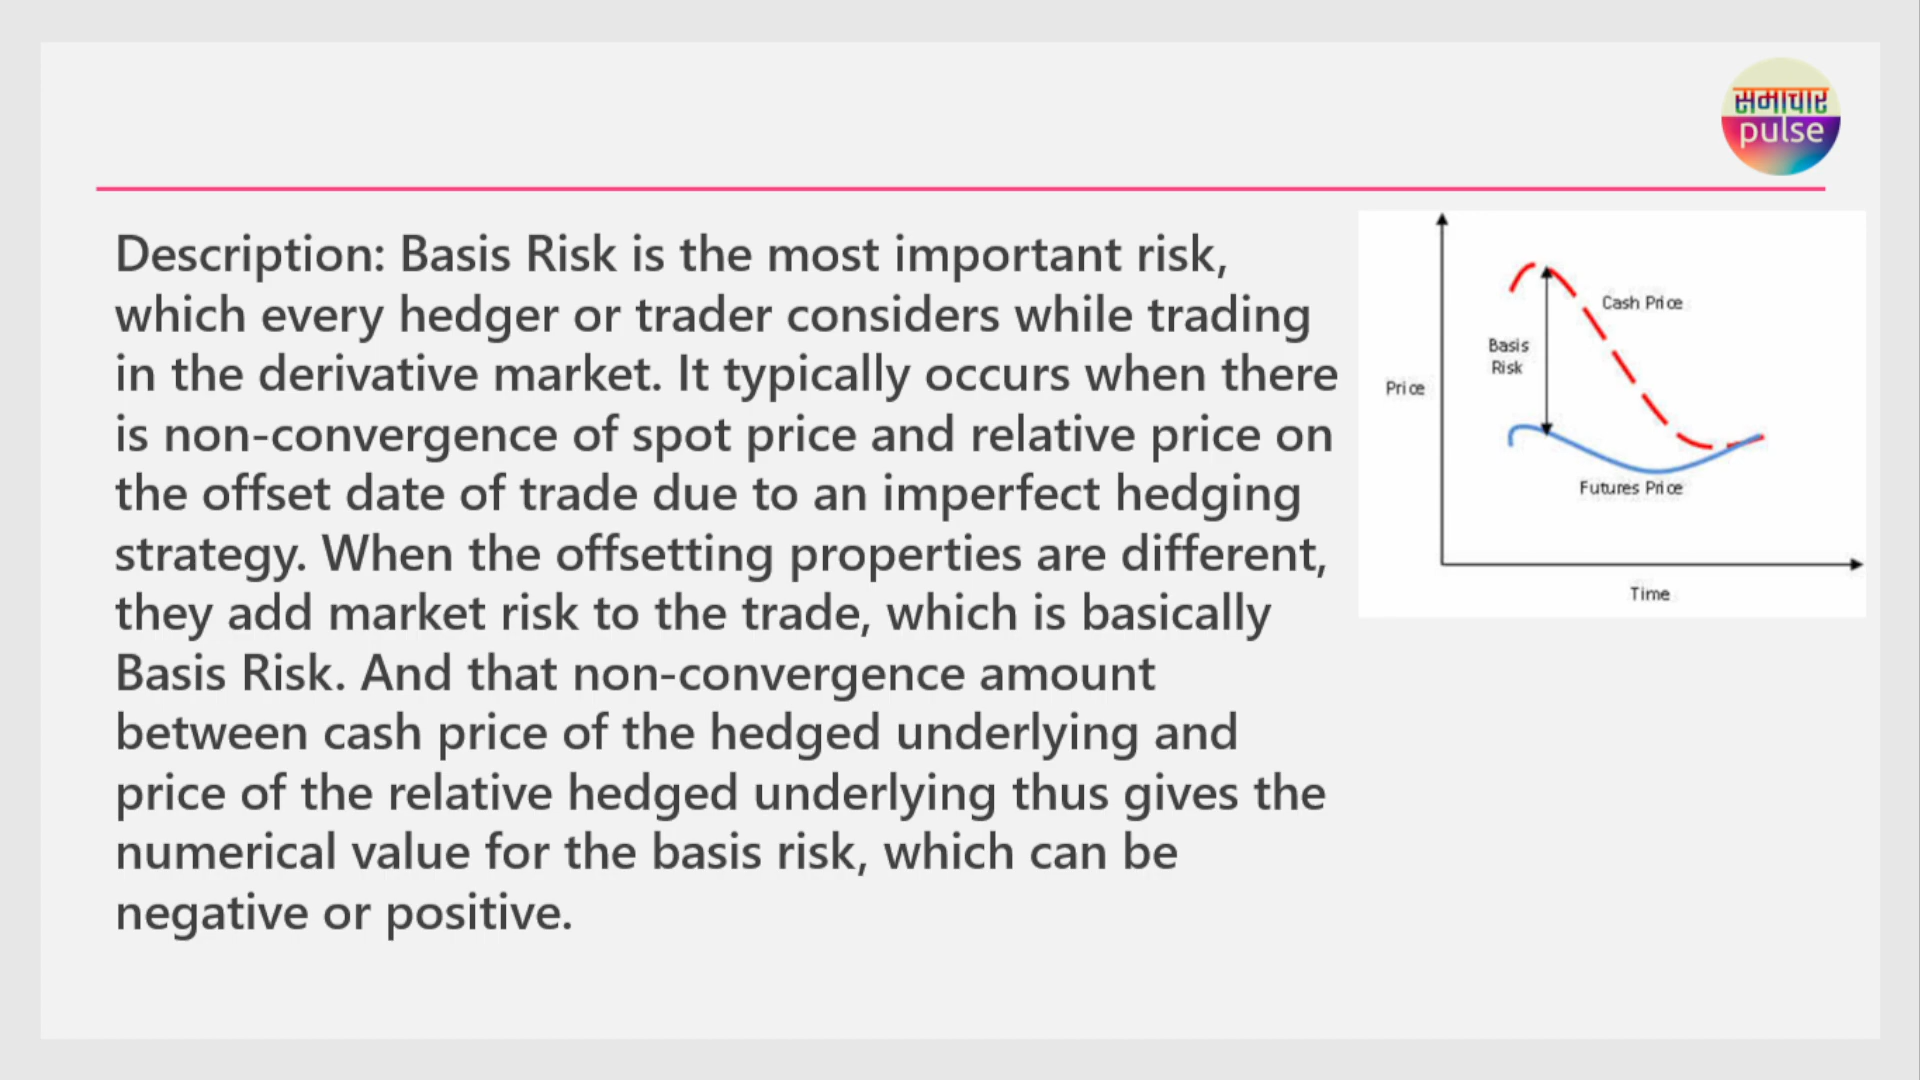 समाचार
pulse
Description: Basis Risk is the most important risk,
which every hedger or trader considers while trading
in the derivative market. It typically occurs when there
is non-convergence of spot price and relative price on
the offset date of trade due to an imperfect hedging
strategy. When the offsetting properties are different,
they add market risk to the trade, which is basically
Basis Risk. And that non-convergence amount
between cash price of the hedged underlying and
price of the relative hedged underlying thus gives the
numerical value for the basis risk, which can be
negative or positive.
Cash Price
Basis
Risk
Price
Futures Price
Time